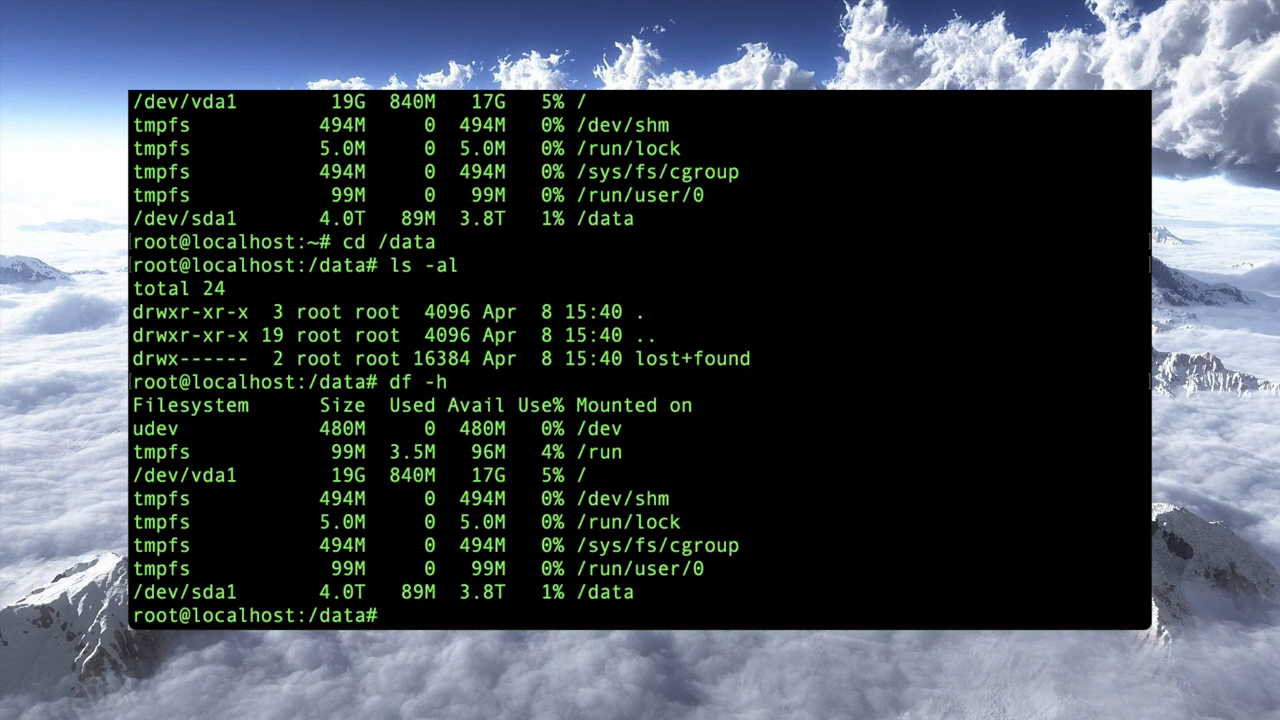 /dev/vda1        19G  840M   17G   5% /
tmpfs           494M     0  494M   0% /dev/shm
tmpfs           5.0M     0  5.0M   0% /run/lock
tmpfs           494M     0  494M   0% /sys/fs/cgroup
tmpfs            99M     0   99M   0% /run/user/0
/dev/sda1       4.0T   89M  3.8T   1% /data
root@localhost:~# cd /data
root@localhost:/data# ls -al
total 24
drwxr-xr-x  3 root root  4096 Apr  8 15:40 .
drwxr-xr-x 19 root root  4096 Apr  8 15:40 ..
drwx------  2 root root 16384 Apr  8 15:40 lost+found
root@localhost:/data# df -h
Filesystem      Size  Used Avail Use% Mounted on
udev            480M     0  480M   0% /dev
tmpfs            99M  3.5M   96M   4% /run
/dev/vda1        19G  840M   17G   5% /
tmpfs           494M     0  494M   0% /dev/shm
tmpfs           5.0M     0  5.0M   0% /run/lock
tmpfs           494M     0  494M   0% /sys/fs/cgroup
tmpfs            99M     0   99M   0% /run/user/0
/dev/sda1       4.0T   89M  3.8T   1% /data
root@localhost:/data#